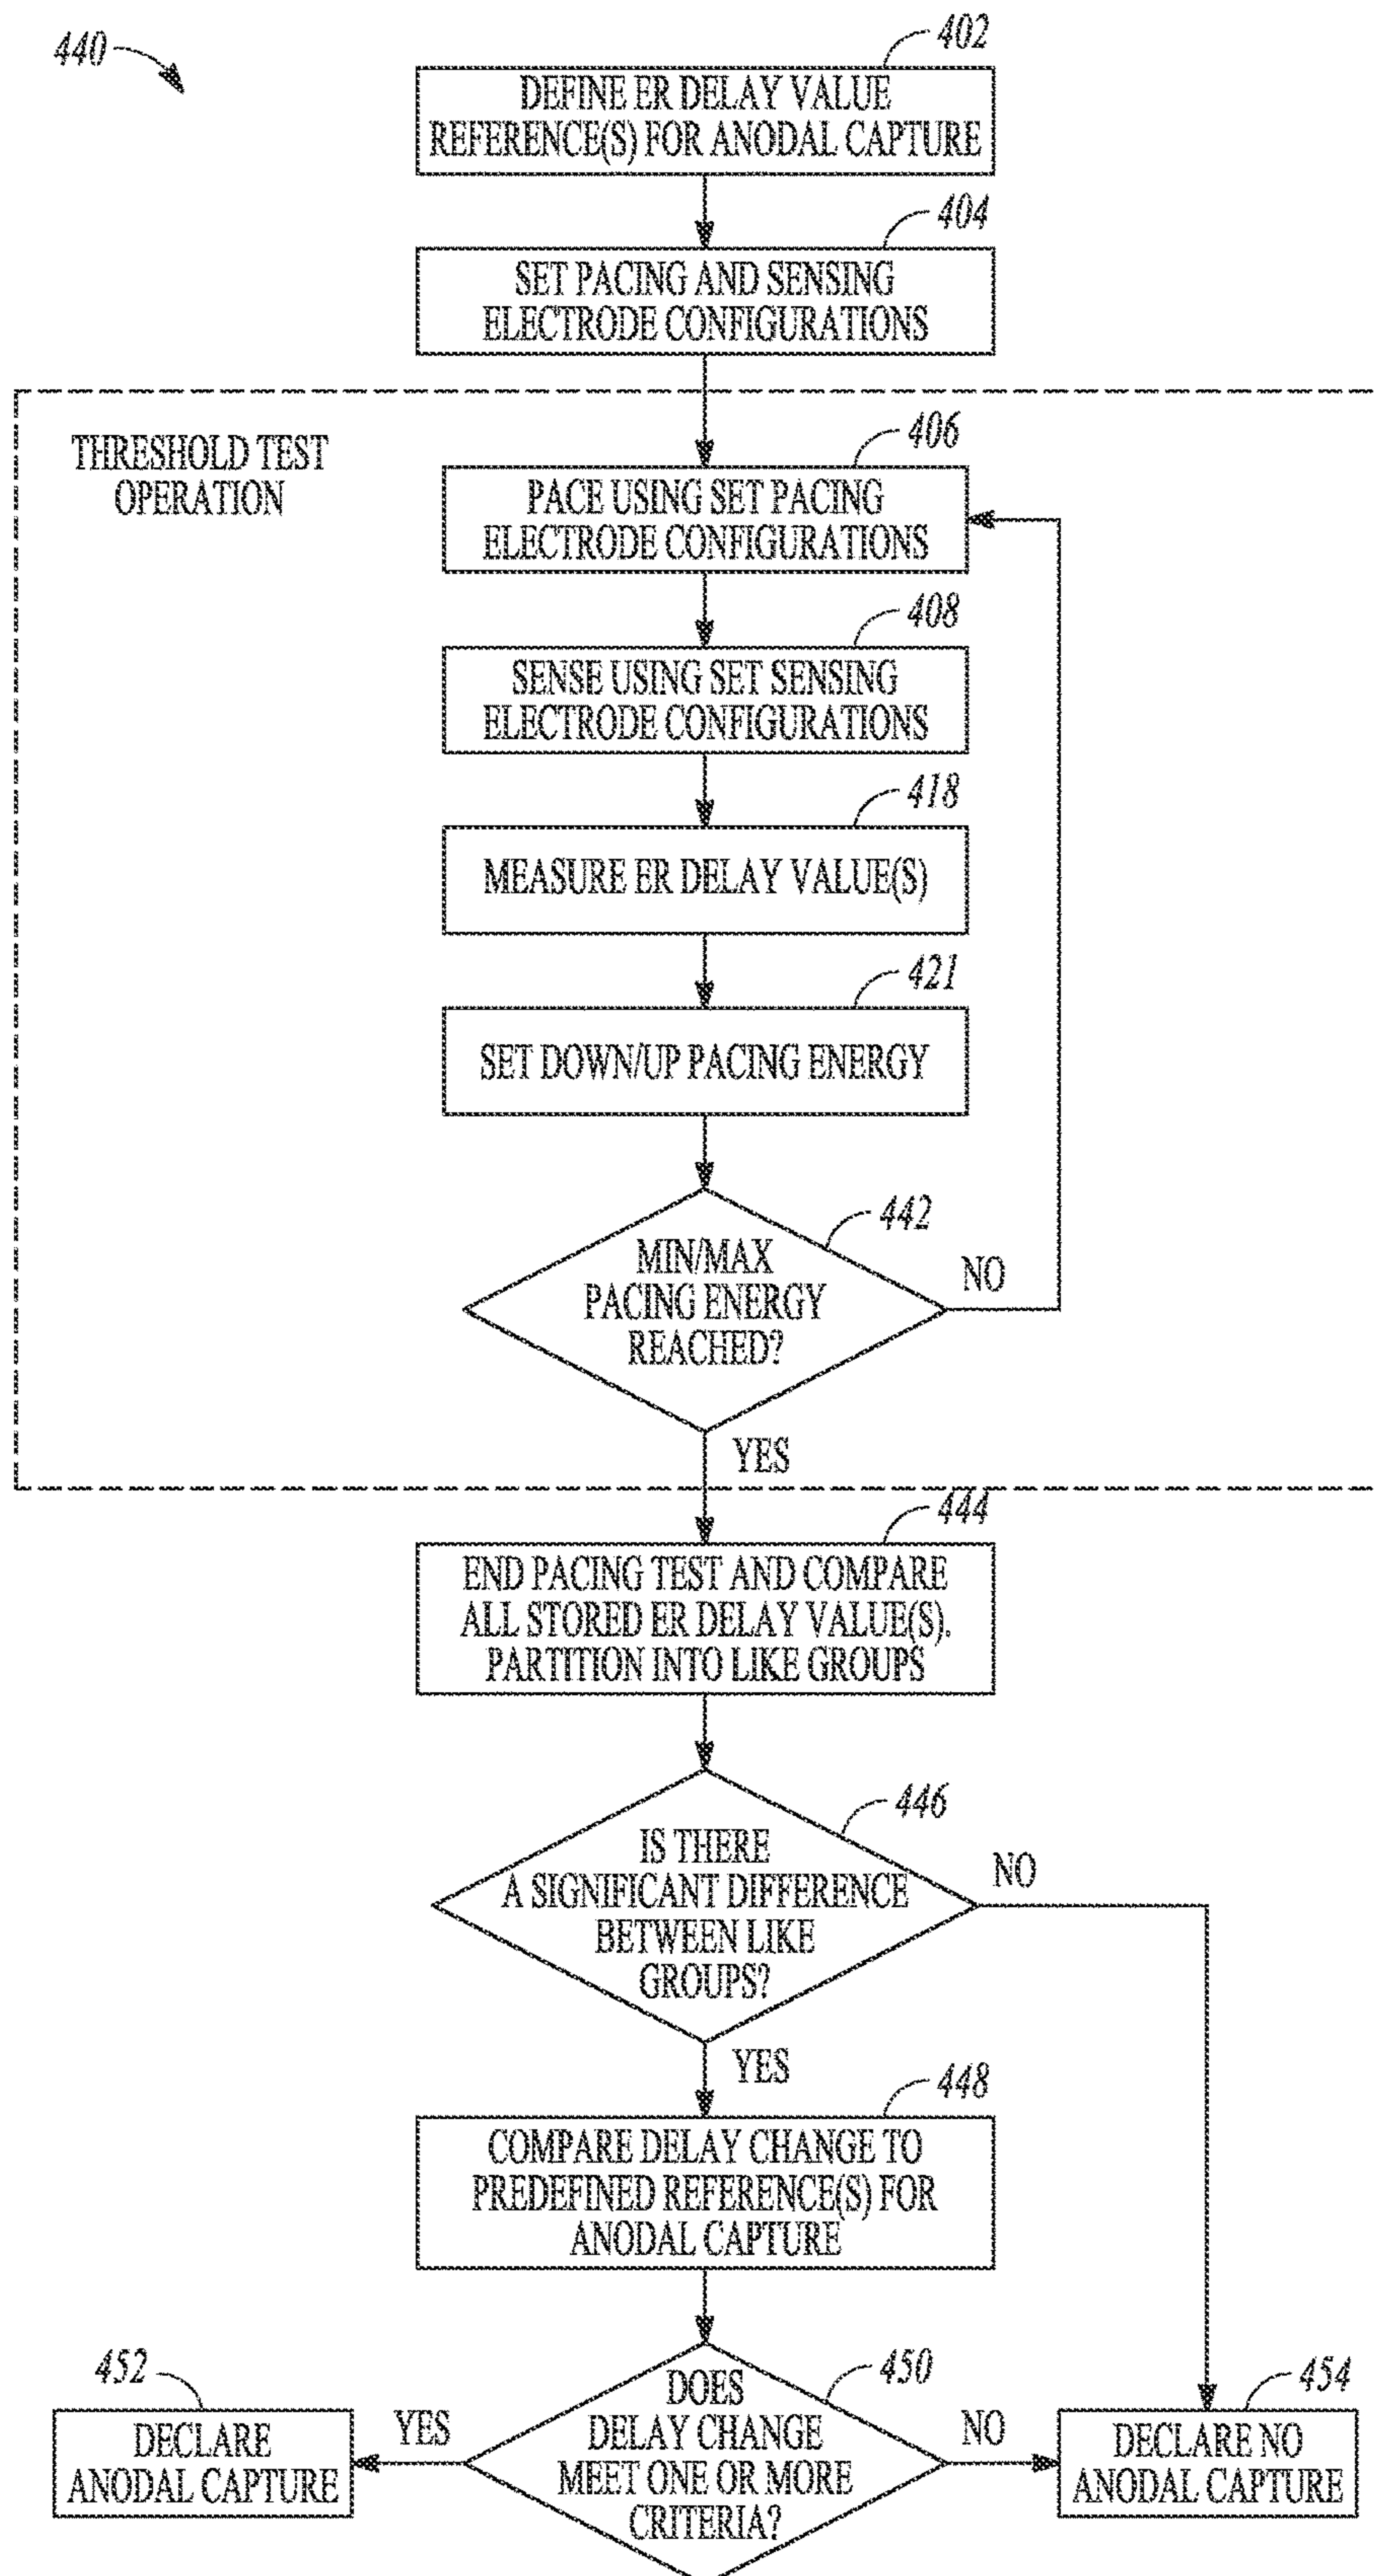 440
402
DEFINE ER DELAY VALUE
REFERENCE(S) FOR ANODAL CAPTURE
404
SET PACING AND SENSING
ELECTRODE CONFIGURATIONS
THRESHOLD TEST
OPERATION
406
PACE USING SET PACING
ELECTRODE CONFIGURATIONS
408
SENSE USING SET SENSING
ELECTRODE CONFIGURATIONS
418
MEASURE ER DELAY VALUE(S)
421
SET DOWN/UP PACING ENERGY
442
MIN/MAX
PACING ENERGY
REACHED?
NO
YES
444
END PACING TEST AND COMPARE
ALL STORED ER DELAY VALUE(S).
PARTITION INTO LIKE GROUPS
446
IS THERE
A SIGNIFICANT DIFFERENCE
BETWEEN LIKE
GROUPS?
NO
YES
448
COMPARE DELAY CHANGE TO
PREDEFINED REFERENCE(S) FOR
ANODAL CAPTURE
450
DOES
DELAY CHANGE
MEET ONE OR MORE
CRITERIA?
YES
NO
452
DECLARE
ANODAL CAPTURE
454
DECLARE NO
ANODAL CAPTURE